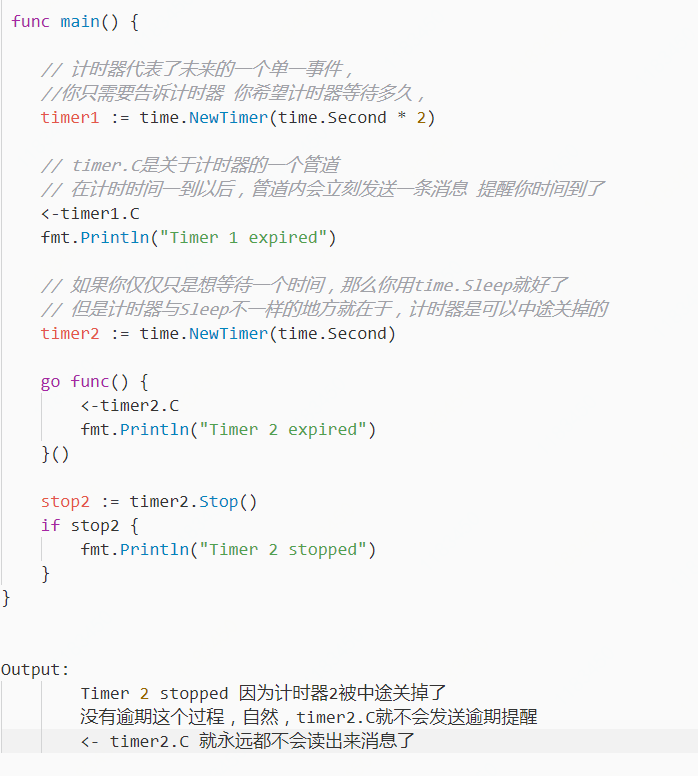 func main() {
// 计时器代表了未来的一个单一事件，
//你只需要告诉计时器 你希望计时器等待多久，
timer1 := time.NewTimer(time.Second * 2)
// timer.C是关于计时器的一个管道
// 在计时时间一到以后，管道内会立刻发送一条消息 提醒你时间到了
<-timer1.C
fmt.Println("Timer 1 expired")
// 如果你仅仅只是想等待一个时间，那么你用time.Sleep就好了
// 但是计时器与Sleep不一样的地方就在于，计时器是可以中途关掉的
timer2 := time.NewTimer(time.Second)
go func() {
<-timer2.C
fmt.Println("Timer 2 expired")
}()
stop2 := timer2.Stop()
if stop2 {
fmt.Println("Timer 2 stopped")
}
}
Output:
Timer 2 stopped 因为计时器2被中途关掉了
没有逾期这个过程，自然，timer2.C就不会发送逾期提醒
<- timer2.C 就永远都不会读出来消息了